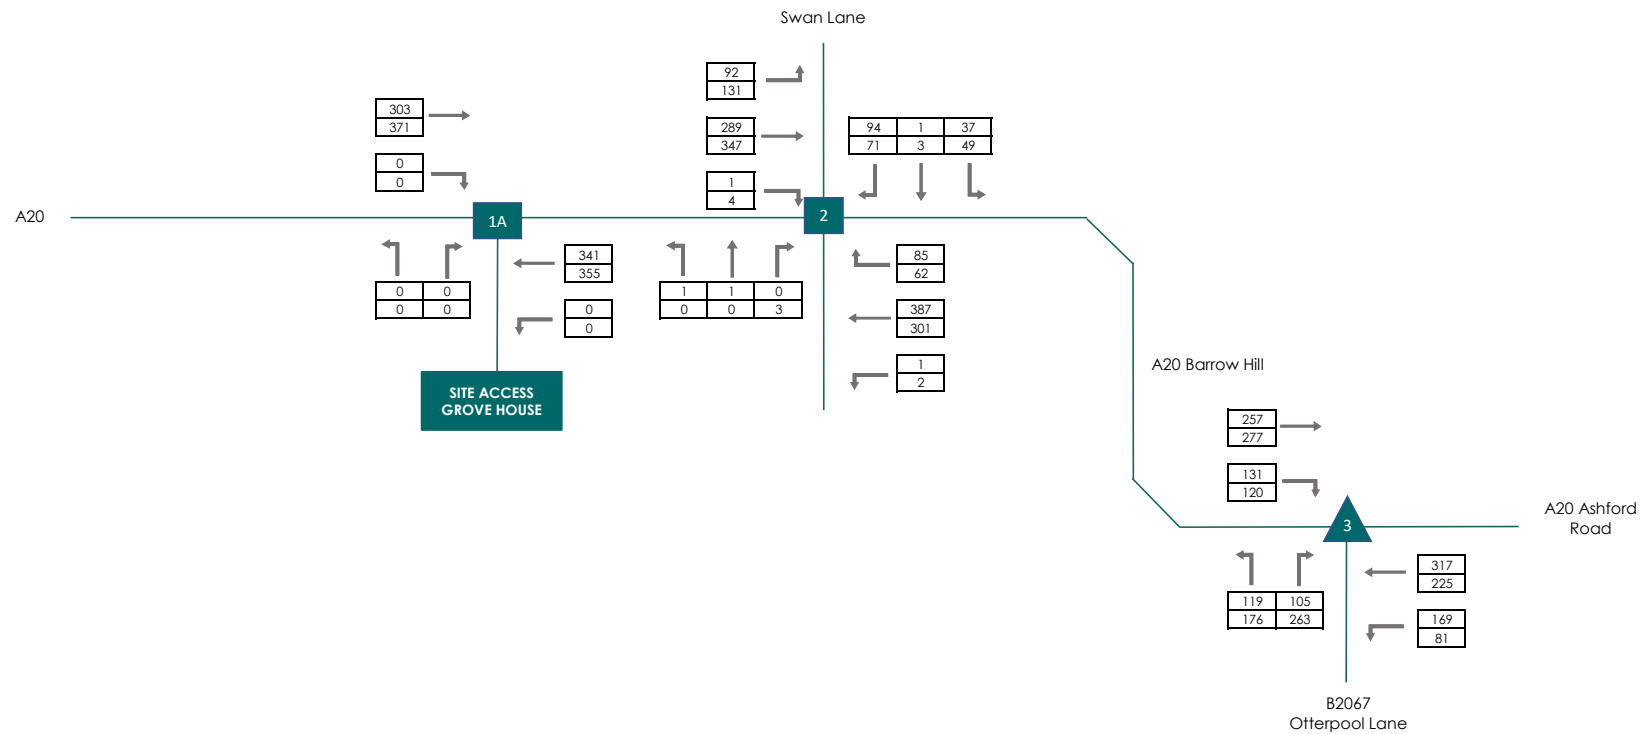 Swan Lane
92
131
303
371
289
347
94 1 37
71 3 49
0
0
1
4
A20
1A
2
341
355
85
62
0 0
0 0
1 1 0
0 0 3
0
0
387
301
1
2
A20 Barrow Hill
SITE ACCESS
GROVE HOUSE
257
277
131
120
3
A20 Ashford
Road
317
225
119 105
176 263
169
81
B2067
Otterpool Lane